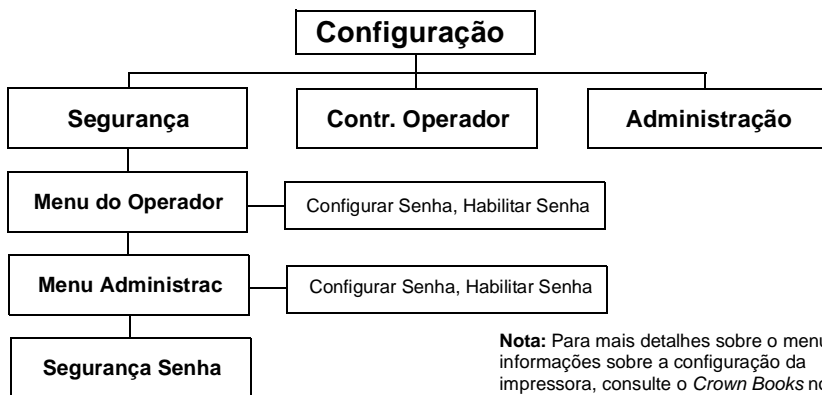 Configuração
Segurança
Contr. Operador
Administração
Menu do Operador
Configurar Senha, Habilitar Senha
Menu Administrac
Configurar Senha, Habilitar Senha
Segurança Senha
Nota: Para mais detalhes sobre o menu
informações sobre a configuração da
impressora, consulte o Crown Books no